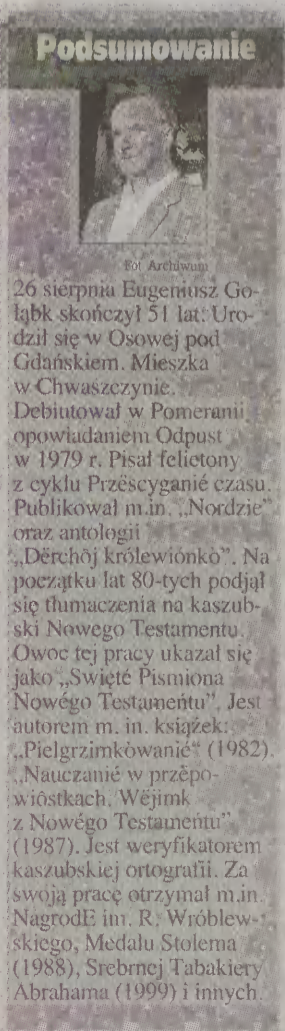 Podsumowanie
Fot Archiwum
26 sierpnia Eugeniusz Go-
łąbk skończył 51 lat. Uro-
dził się w Osowej pod
Gdańskiem. Mieszka
w Chwaszczynie.
Debiutował w Pomeranii
opowiadaniem Odpust
w 1979 r. Pisał felietony
z cyklu Przëscyganié czasu.
Publikował m.in. „Nordzie”
oraz antologii
„Dërchôj królewiónkò”. Na
początku lat 80-tych podjął
się tłumaczenia na kaszub-
ski Nowego Testamentu.
Owoc tej pracy ukazał się
jako „Swięté Pismiona
Nowégo Testameńtu”. Jest
autorem m. in. książek:
„Pielgrzimkòwanié” (1982).
„Nauczanié w przëpo-
wiôstkach. Wëjimk
z Nowégo Testameńtu”
(1987). Jest weryfikatorem
kaszubskiej ortografii. Za
swoją pracę otrzymał m.in.
NagrodE im. R. Wróblew-
skiego, Medalu Stolema
(1988), Srebrnej Tabakiery
Abrahama (1999) i innych.